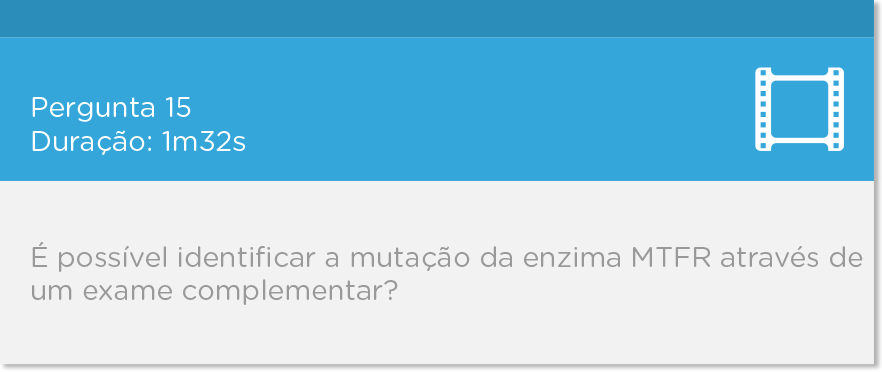 Pergunta 15
Duração: 1m32s
É possível identificar a mutação da enzima MTFR através de
um exame complementar?